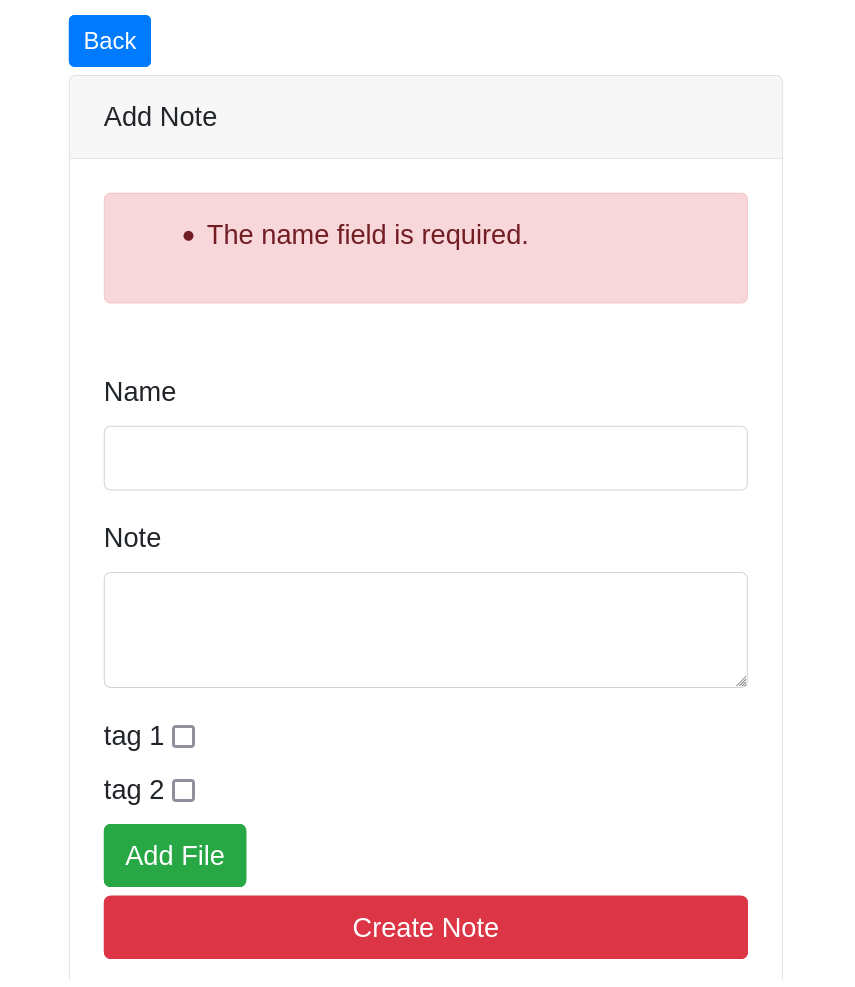 Back
Add Note
The name field is required.
Name
Note
tag 1
tag 2
Add File
Create Note